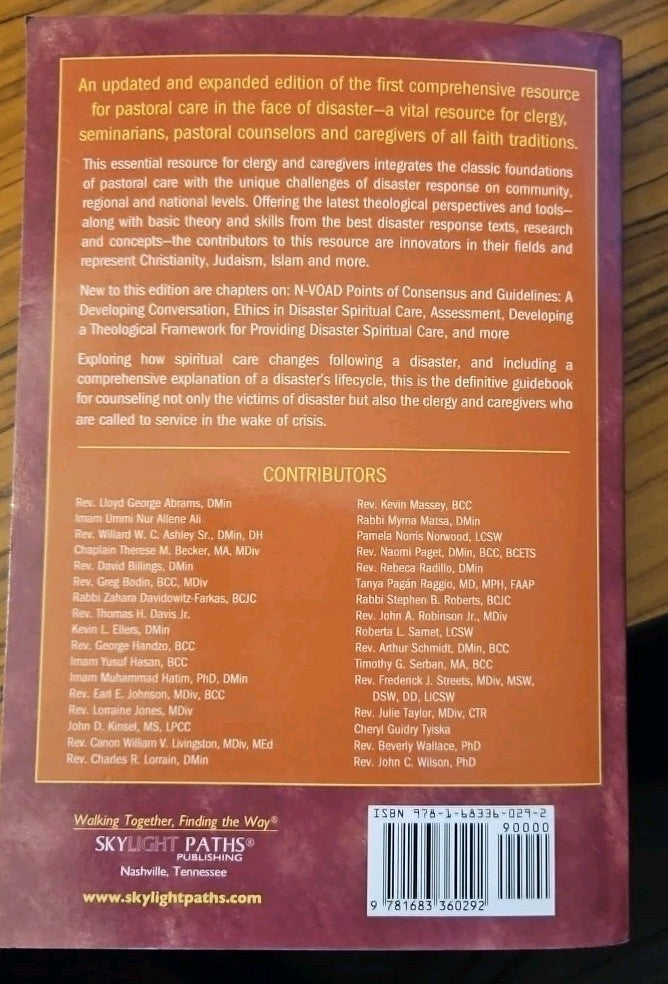 An updated and expanded edition of the first comprehensive resource
for pastoral care in the face of disaster—a vital resource for clergy,
seminarians, pastoral counselors and caregivers of all faith traditions.
This essential resource for clergy and caregivers integrates the classic foundations
of pastoral care with the unique challenges of disaster response on community,
regional and national levels. Offering the latest theological perspectives and tools—
along with basic theory and skills from the best disaster response texts, research
and concepts—the contributors to this resource are innovators in their fields and
represent Christianity, Judaism, Islam and more.
New to this edition are chapters on: N-VOAD Points of Consensus and Guidelines: A
Developing Conversation, Ethics in Disaster Spiritual Care, Assessment, Developing
a Theological Framework for Providing Disaster Spiritual Care, and more
Exploring how spiritual care changes following a disaster, and including a
comprehensive explanation of a disaster's lifecycle, this is the definitive guidebook
for counseling not only the victims of disaster but also the clergy and caregivers who
are called to service in the wake of crisis.
CONTRIBUTORS
Rev. Lloyd George Abrams, DMin
Imam Ummi Nur Allene Ali
Rev. Willard W. C. Ashley Sr., DMin, DH
Chaplain Therese M. Becker, MA, MDiv
Rev. David Billings, DMin
Rev. Greg Bodin, BCC, MDiv
Rabbi Zahara Davidowitz-Farkas, BCJC
Rev. Thomas H. Davis Jr.
Kevin L. Ellers, DMin
Rev. George Handzo, BCC
Imam Yusuf Hasan, BCC
Imam Muhammad Hatim, PhD, DMin
Rev. Earl E. Johnson, MDiv, BCC
Rev. Lorraine Jones, MDiv
John D. Kinsel, MS, LPCC
Rev. Canon William V. Livingston, MDiv, MEd
Rev. Charles R. Lorrain, DMin
Rev. Kevin Massey, BCC
Rabbi Myrna Matsa, DMin
Pamela Norris Norwood, LCSW
Rev. Naomi Paget, DMin, BCC, BCETS
Rev. Rebeca Radillo, DMin
Tanya Pagán Raggio, MD, MPH, FAAP
Rabbi Stephen B. Roberts, BCJC
Rev. John A. Robinson Jr., MDiv
Roberta L. Samet, LCSW
Rev. Arthur Schmidt, DMin, BCC
Timothy G. Serban, MA, BCC
Rev. Frederick J. Streets, MDiv, MSW,
DSW, DD, LICSW
Rev. Julie Taylor, MDiv, CTR
Cheryl Guidry Tyiska
Rev. Beverly Wallace, PhD
Rev. John C. Wilson, PhD
Walking Together, Finding the Way®
SKYLIGHT PATHS®
PUBLISHING
Nashville, Tennessee
www.skylightpaths.com
ISBN 978-1-68336-029-2
90000
9 781683 360292